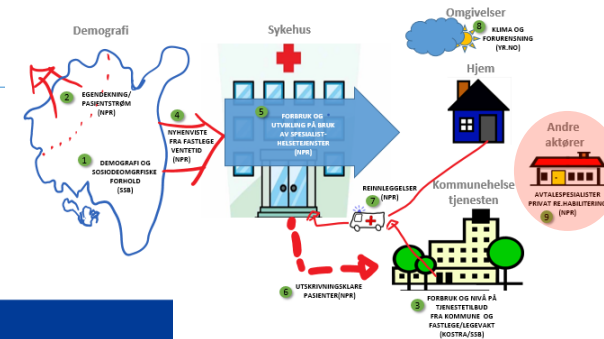 Demografi
Sykehus
Omgivelser
8
KLIMA OG
FORURENSING
(YR.NO)
Hjem
2
EGENDEKNING/
PASIENTSTRØM
(NPR)
4
NYHENVISTE
FRA FASTLEGE
VENTETID
(NPR)
5
FORBRUK OG
UTVIKLING PÅ BRUK
AV SPESIALIST-
HELSETJENSTER
(NPR)
1
DEMOGRAFI OG
SOSIODEOMGRISKE
FORHOLD
(SSB)
Andre
aktører
AVTALESPESIALISTER
PRIVAT RE.HABILITERING
(NPR)
9
REINNLEGGELSER
(NPR)
7
Kommunehelse
tjenesten
6
UTSKRIVNINGSKLARE
PASIENTER(NPR)
3
FORBRUK OG NIVÅ PÅ
TJENESTETILBUD
FRA KOMMUNE OG
FASTLEGE/LEGEVAKT
(KOSTRA/SSB)